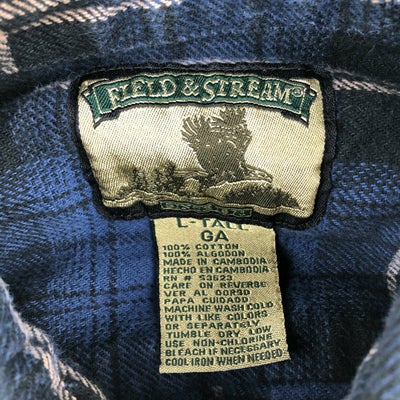 FIELD & STREAM®
L-TALL
GA
100% COTTON
100% ALGODON
MADE IN CAMBODIA
HECHO EN CAMBODIA
RN # 53623
CARE ON REVERSE
VER AL DORSO
PAPA CUIDADO
MACHINE WASH COLD
WITH LIKE COLORS
OR SEPARATELY
TUMBLE DRY, LOW
USE NON-CHLORINE
BLEACH IF NECESSARY
COOL IRON WHEN NEEDED